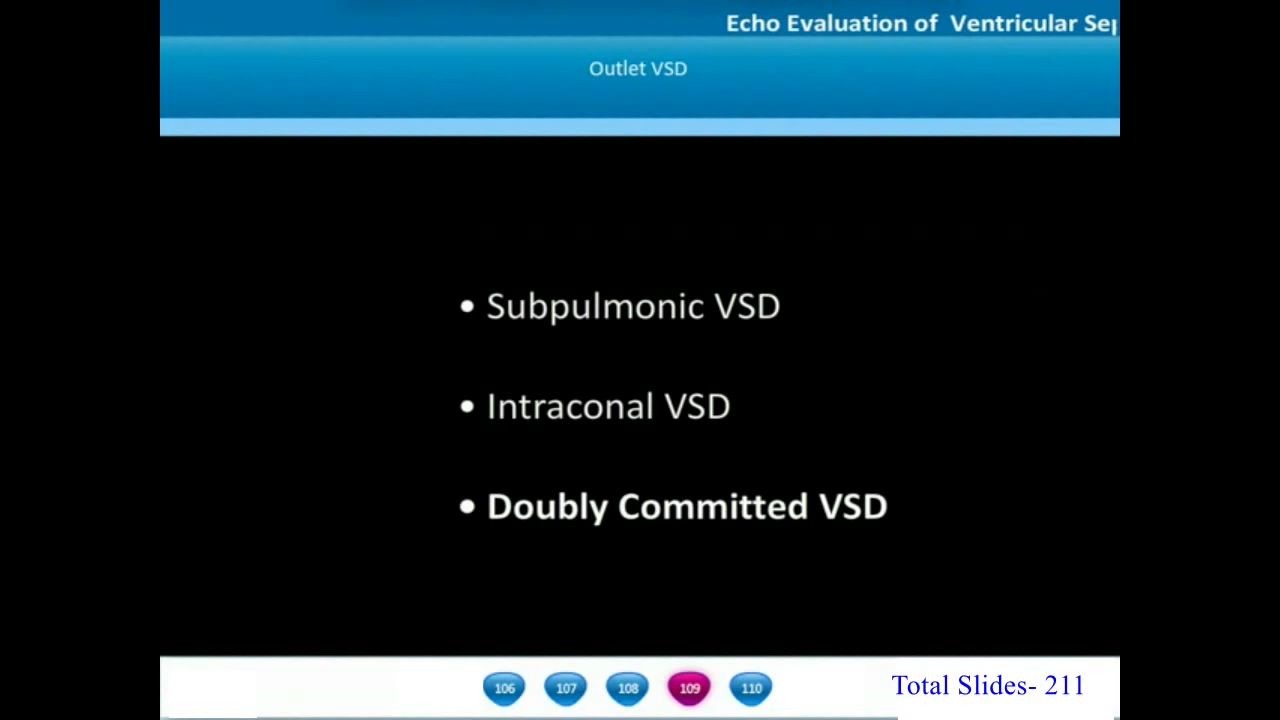 Echo Evaluation of Ventricular Sep
Outlet VSD
• Subpulmonic VSD
• Intraconal VSD
• Doubly Committed VSD
106 107 108 109 110
Total Slides- 211